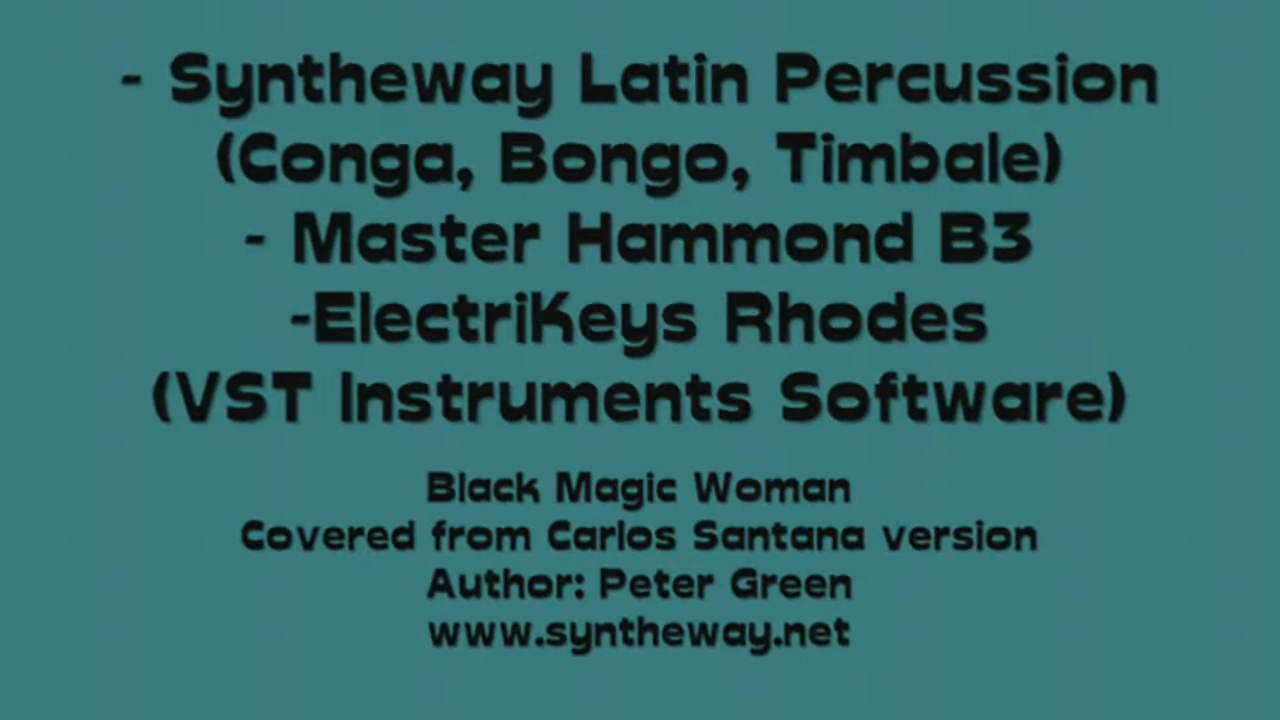 - Syntheway Latin Percussion
(Conga, Bongo, Timbale)
- Master Hammond B3
-ElectriKeys Rhodes
(VST Instruments Software)
Black Magic Woman
Covered from Carlos Santana version
Author: Peter Green
www.syntheway.net